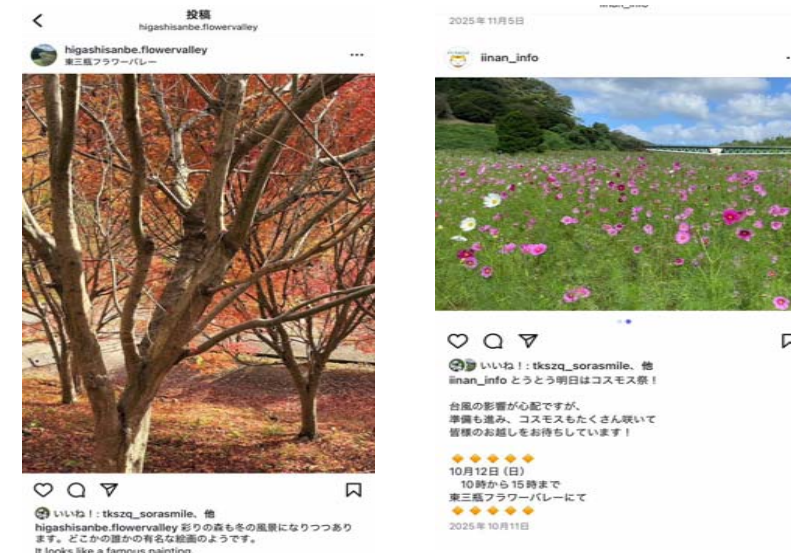 投稿
higashisanbe.flowervalley
higashisanbe.flowervalley
東三瓶フラワーバレー
いいね！: tkszq_sorasmile、他
higashisanbe.flowervalley 彩りの森も冬の風景になりつつあり
ます。どこかの誰かの有名な絵画のようです。
It looks like a famous painting.
2025年11月5日
iinan_info
いいね！: tkszq_sorasmile、他
iinan_info とうとう明日はコスモス祭！
台風の影響が心配ですが、
準備も進み、コスモスもたくさん咲いて
皆様のお越しをお待ちしています！
🔶🔶🔶🔶🔶
10月12日（日）
10時から15時まで
東三瓶フラワーバレーにて
🔶🔶🔶🔶🔶
2025年10月11日